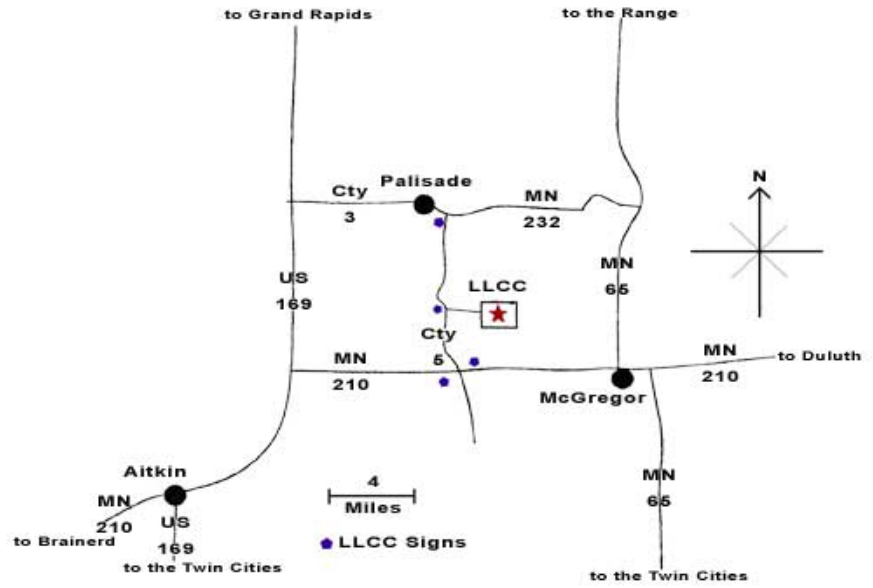 to Grand Rapids
to the Range
N
Palisade
Cty
3
MN
232
US
169
LLCC
MN
65
Cty
5
MN
210
MN
210
to Duluth
McGregor
Aitkin
MN
210
to Brainerd
US
169
to the Twin Cities
4
Miles
LLCC Signs
MN
65
to the Twin Cities